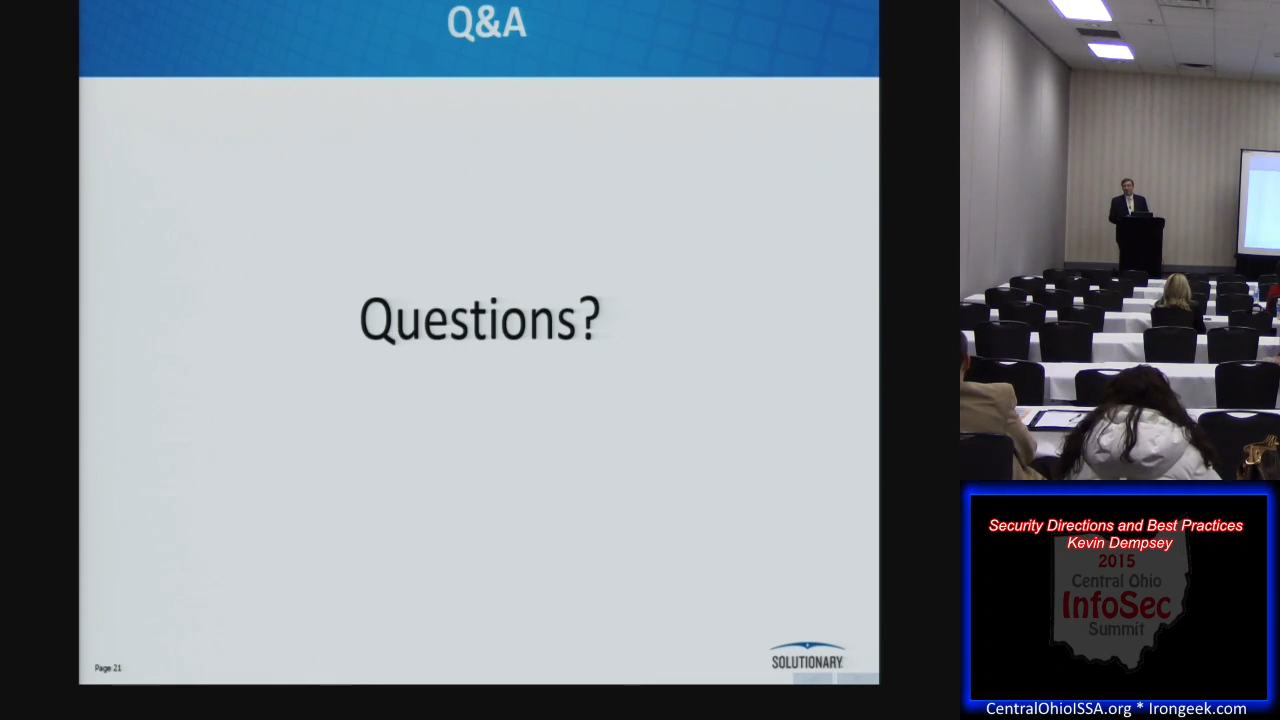 Q&A
Questions?
Page 21
SOLUTIONARY
Security Directions and Best Practices
Kevin Dempsey
2015
Central Ohio
InfoSec
Summit
CentralOhioISSA.org * Irongeek.com